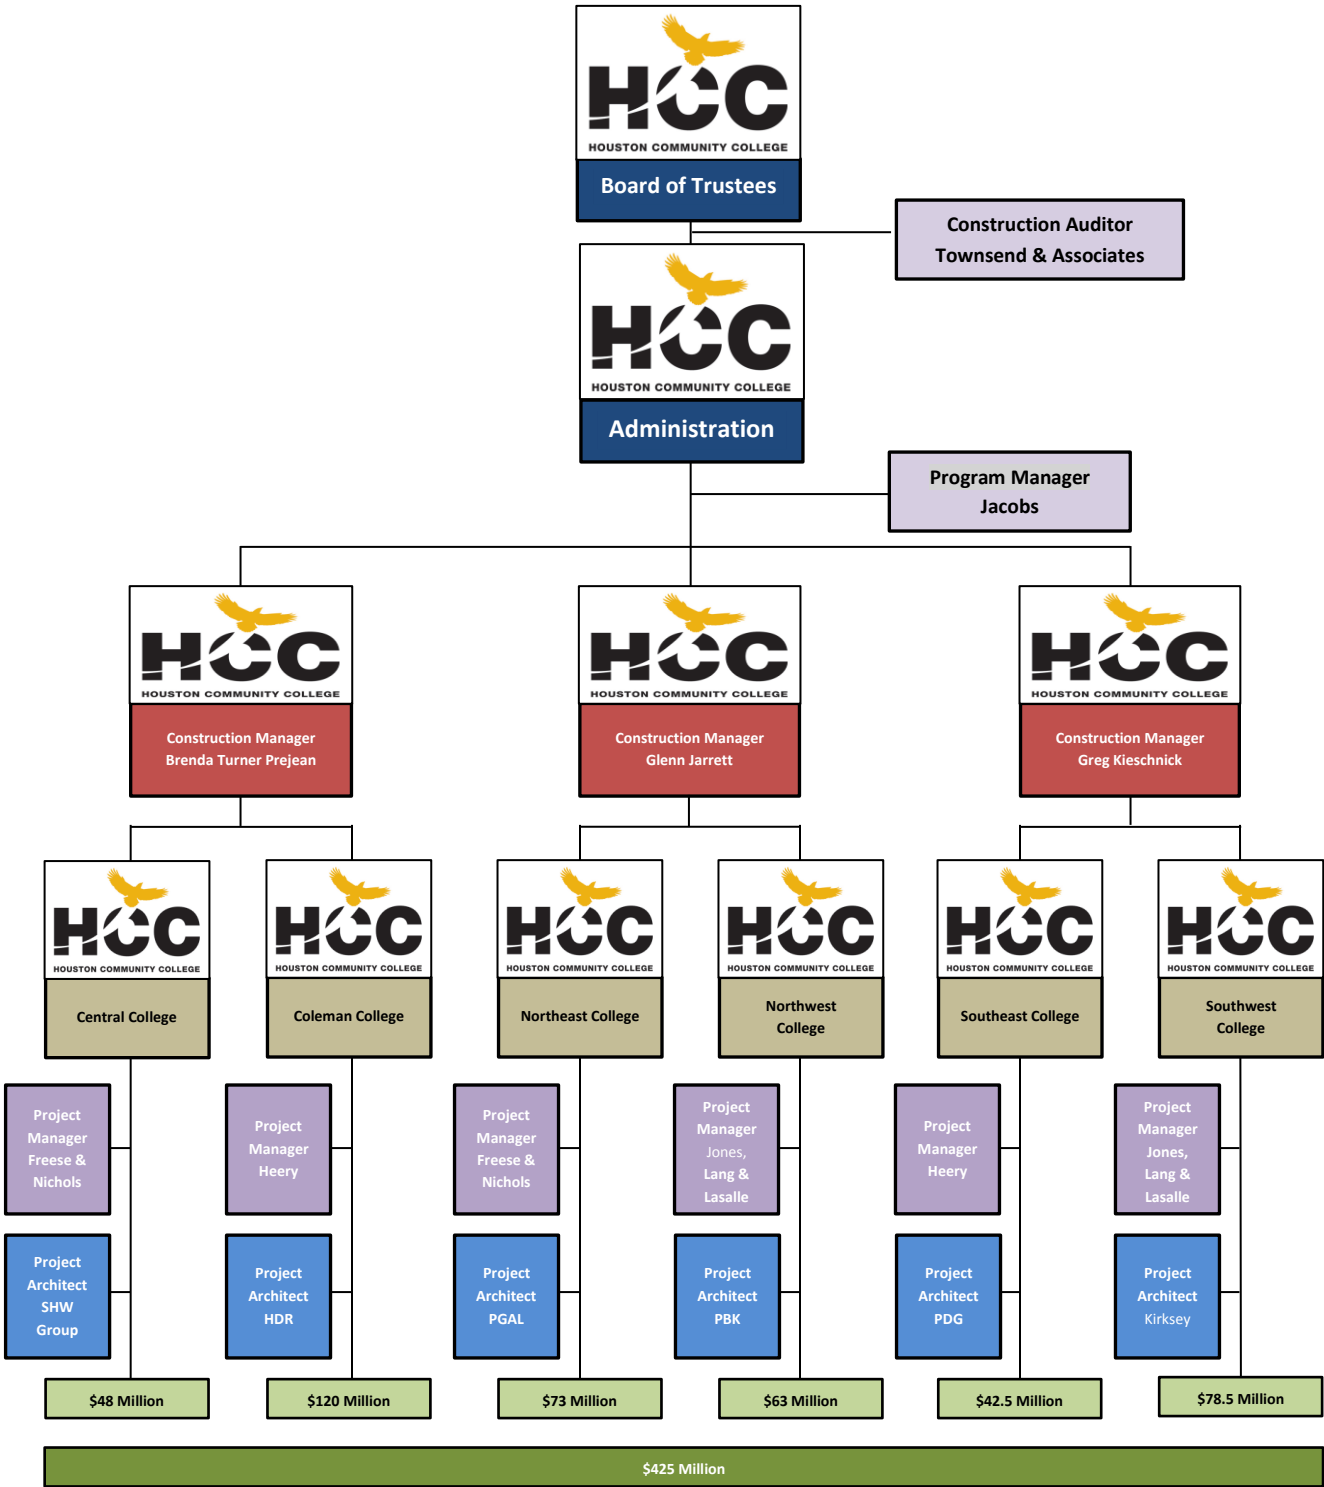 HCC
HOUSTON COMMUNITY COLLEGE
Board of Trustees
Construction Auditor
Townsend & Associates
HCC
HOUSTON COMMUNITY COLLEGE
Administration
Program Manager
Jacobs
HCC
HOUSTON COMMUNITY COLLEGE
Construction Manager
Brenda Turner Prejean
HCC
HOUSTON COMMUNITY COLLEGE
Construction Manager
Glenn Jarrett
HCC
HOUSTON COMMUNITY COLLEGE
Construction Manager
Greg Kieschnick
HCC
HOUSTON COMMUNITY COLLEGE
Central College
HCC
HOUSTON COMMUNITY COLLEGE
Coleman College
HCC
HOUSTON COMMUNITY COLLEGE
Northeast College
HCC
HOUSTON COMMUNITY COLLEGE
Northwest
College
HCC
HOUSTON COMMUNITY COLLEGE
Southeast College
HCC
HOUSTON COMMUNITY COLLEGE
Southwest
College
Project
Manager
Freese &
Nichols
Project
Manager
Heery
Project
Manager
Freese &
Nichols
Project
Manager
Jones,
Lang &
Lasalle
Project
Manager
Heery
Project
Manager
Jones,
Lang &
Lasalle
Project
Architect
SHW
Group
Project
Architect
HDR
Project
Architect
PGAL
Project
Architect
PBK
Project
Architect
PDG
Project
Architect
Kirksey
$48 Million
$120 Million
$73 Million
$63 Million
$42.5 Million
$78.5 Million
$425 Million